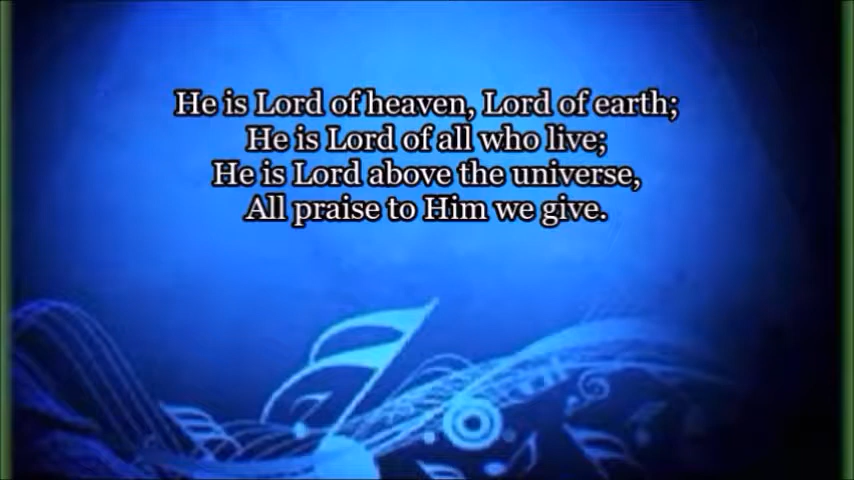 He is Lord of heaven, Lord of earth;
He is Lord of all who live;
He is Lord above the universe,
All praise to Him we give.